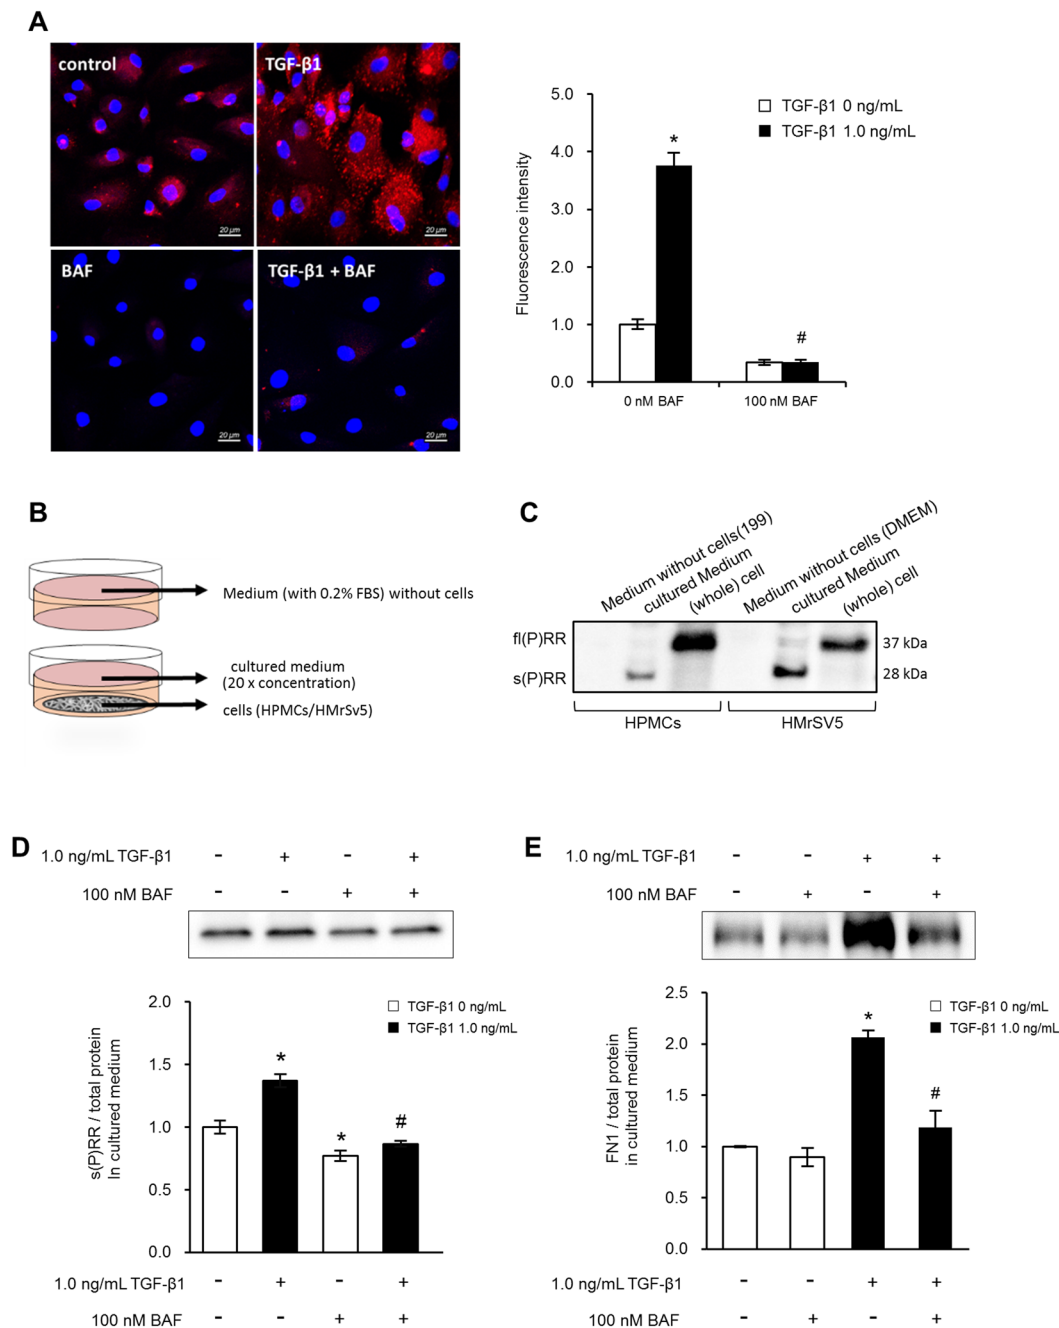 A
control
TGF-β1
20 μm
20 μm
BAF
TGF-β1 + BAF
20 μm
20 μm
Fluorescence intensity
5.0
4.0
3.0
2.0
1.0
0.0
TGF-β1 0 ng/mL
TGF-β1 1.0 ng/mL
*
#
0 nM BAF
100 nM BAF
B
Medium (with 0.2% FBS) without cells
cultured medium
(20 x concentration)
cells (HPMCs/HMrSv5)
C
Medium without cells(199)
cultured Medium
(whole) cell
Medium without cells (DMEM)
cultured Medium
(whole) cell
fl(P)RR
s(P)RR
37 kDa
28 kDa
HPMCs
HMrSV5
D
1.0 ng/mL TGF-β1 - + - +
100 nM BAF - - + +
s(P)RR / total protein
In cultured medium
2.0
1.5
1.0
0.5
0.0
TGF-β1 0 ng/mL
TGF-β1 1.0 ng/mL
*
*
#
1.0 ng/mL TGF-β1 - + - +
100 nM BAF - - + +
E
1.0 ng/mL TGF-β1 - - + +
100 nM BAF - + - +
FN1 / total protein
in cultured medium
2.5
2.0
1.5
1.0
0.5
0.0
TGF-β1 0 ng/mL
TGF-β1 1.0 ng/mL
*
#
1.0 ng/mL TGF-β1 - - + +
100 nM BAF - + - +